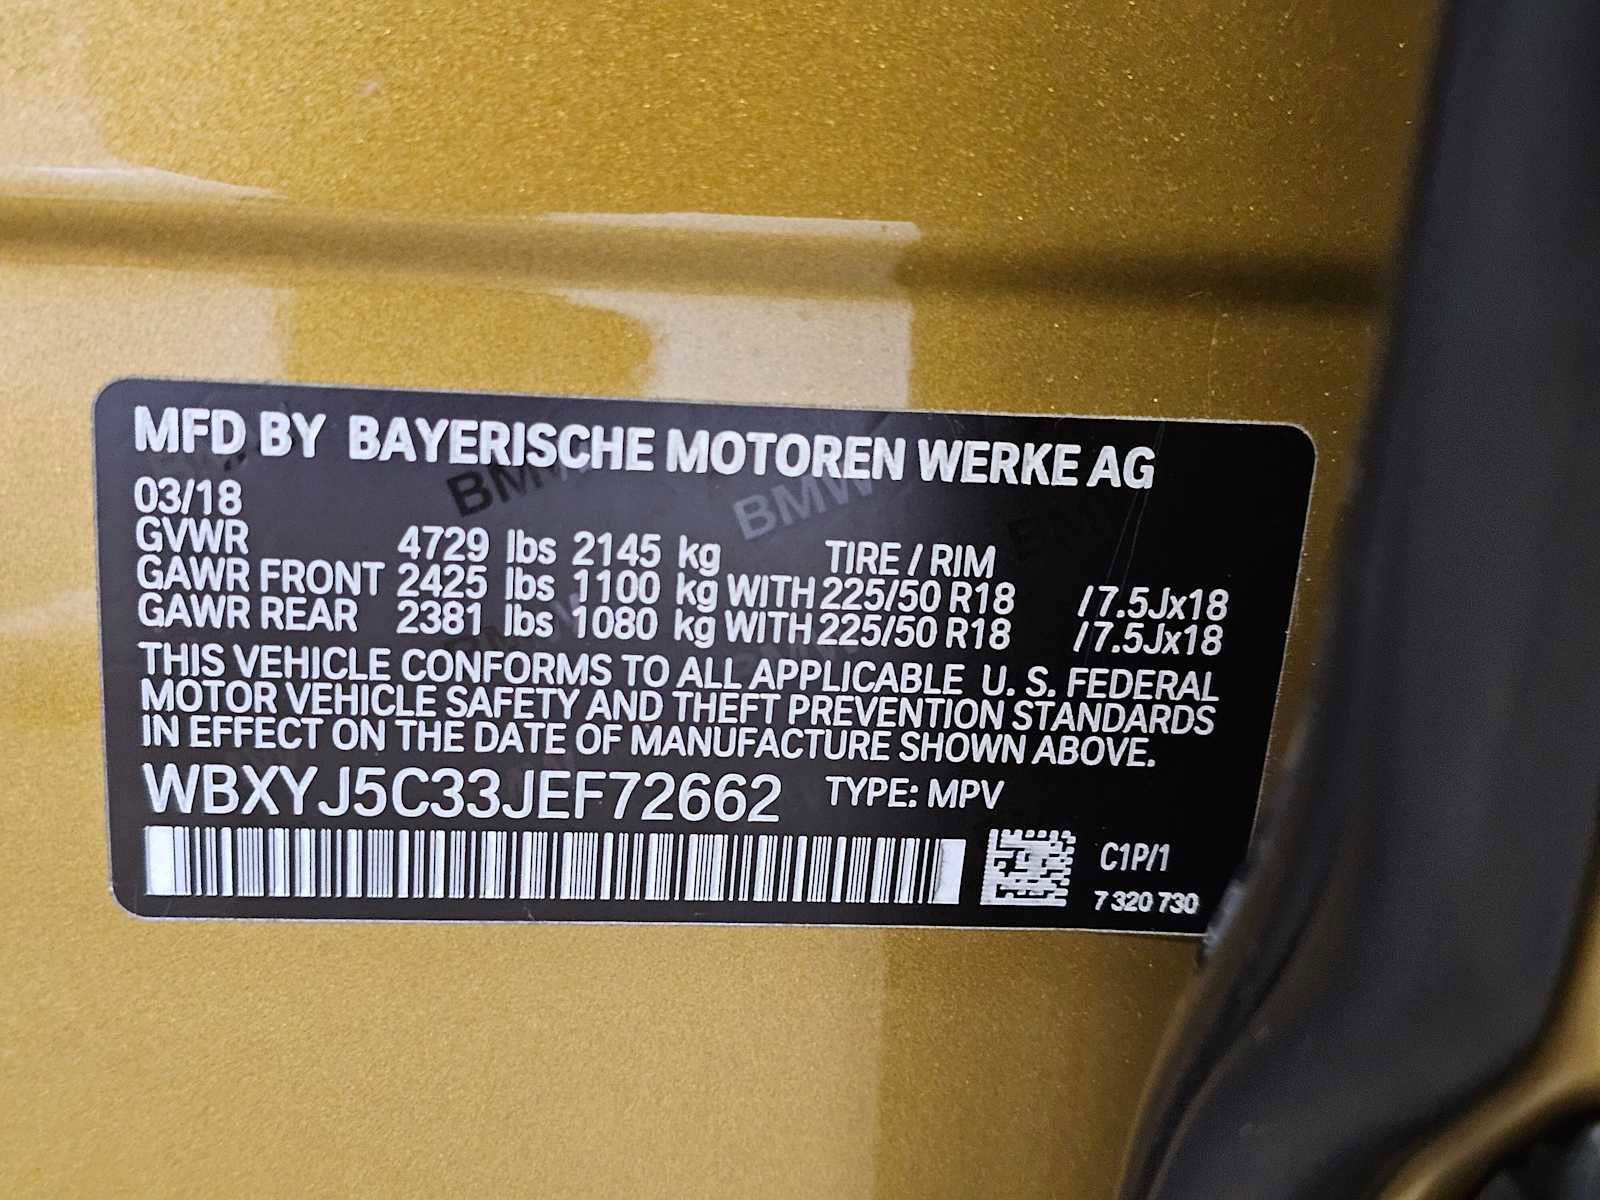 MFD BY BAYERISCHE MOTOREN WERKE AG
03/18
GVWR 4729 lbs 2145 kg TIRE / RIM
GAWR FRONT 2425 lbs 1100 kg WITH 225/50 R18 /7.5Jx18
GAWR REAR 2381 lbs 1080 kg WITH 225/50 R18 /7.5Jx18
THIS VEHICLE CONFORMS TO ALL APPLICABLE U. S. FEDERAL
MOTOR VEHICLE SAFETY AND THEFT PREVENTION STANDARDS
IN EFFECT ON THE DATE OF MANUFACTURE SHOWN ABOVE.
WBXYJ5C33JEF72662 TYPE: MPV
C1P/1
7 320 730
BMW
BMW